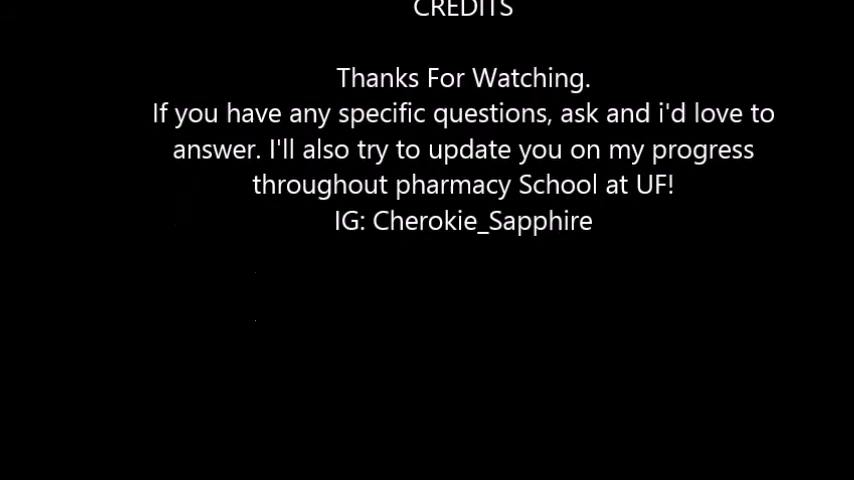 CREDITS
Thanks For Watching.
If you have any specific questions, ask and i'd love to
answer. I'll also try to update you on my progress
throughout pharmacy School at UF!
IG: Cherokie_Sapphire